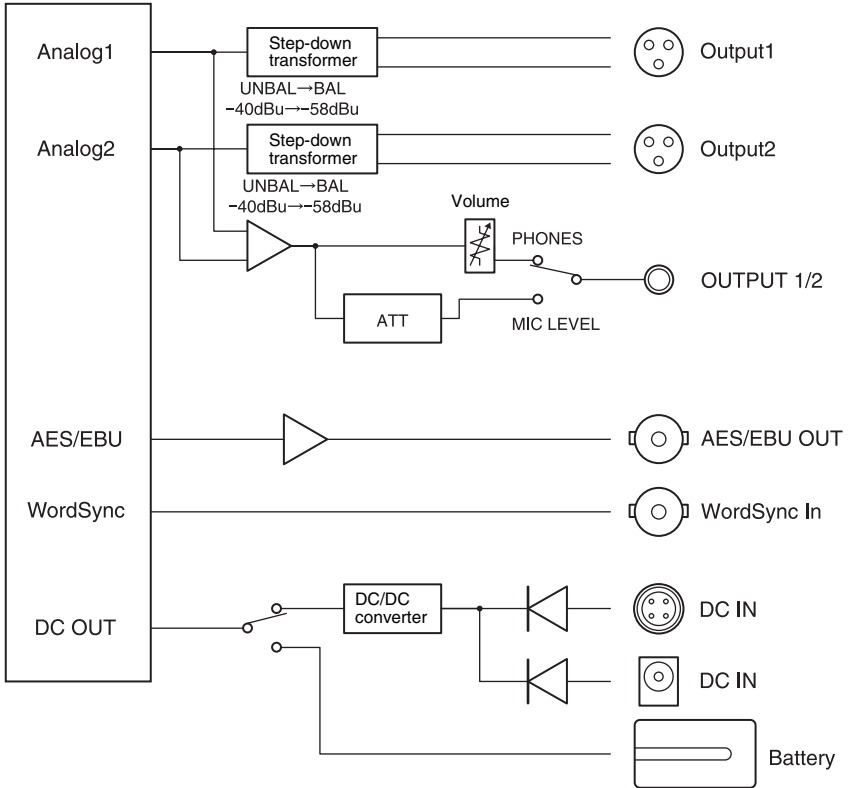 Analog1
Step-down
transformer
Output1
UNBAL→BAL
−40dBu→−58dBu
Analog2
Step-down
transformer
Output2
UNBAL→BAL
−40dBu→−58dBu
Volume
PHONES
OUTPUT 1/2
ATT
MIC LEVEL
AES/EBU
AES/EBU OUT
WordSync
WordSync In
DC OUT
DC/DC
converter
DC IN
DC IN
Battery